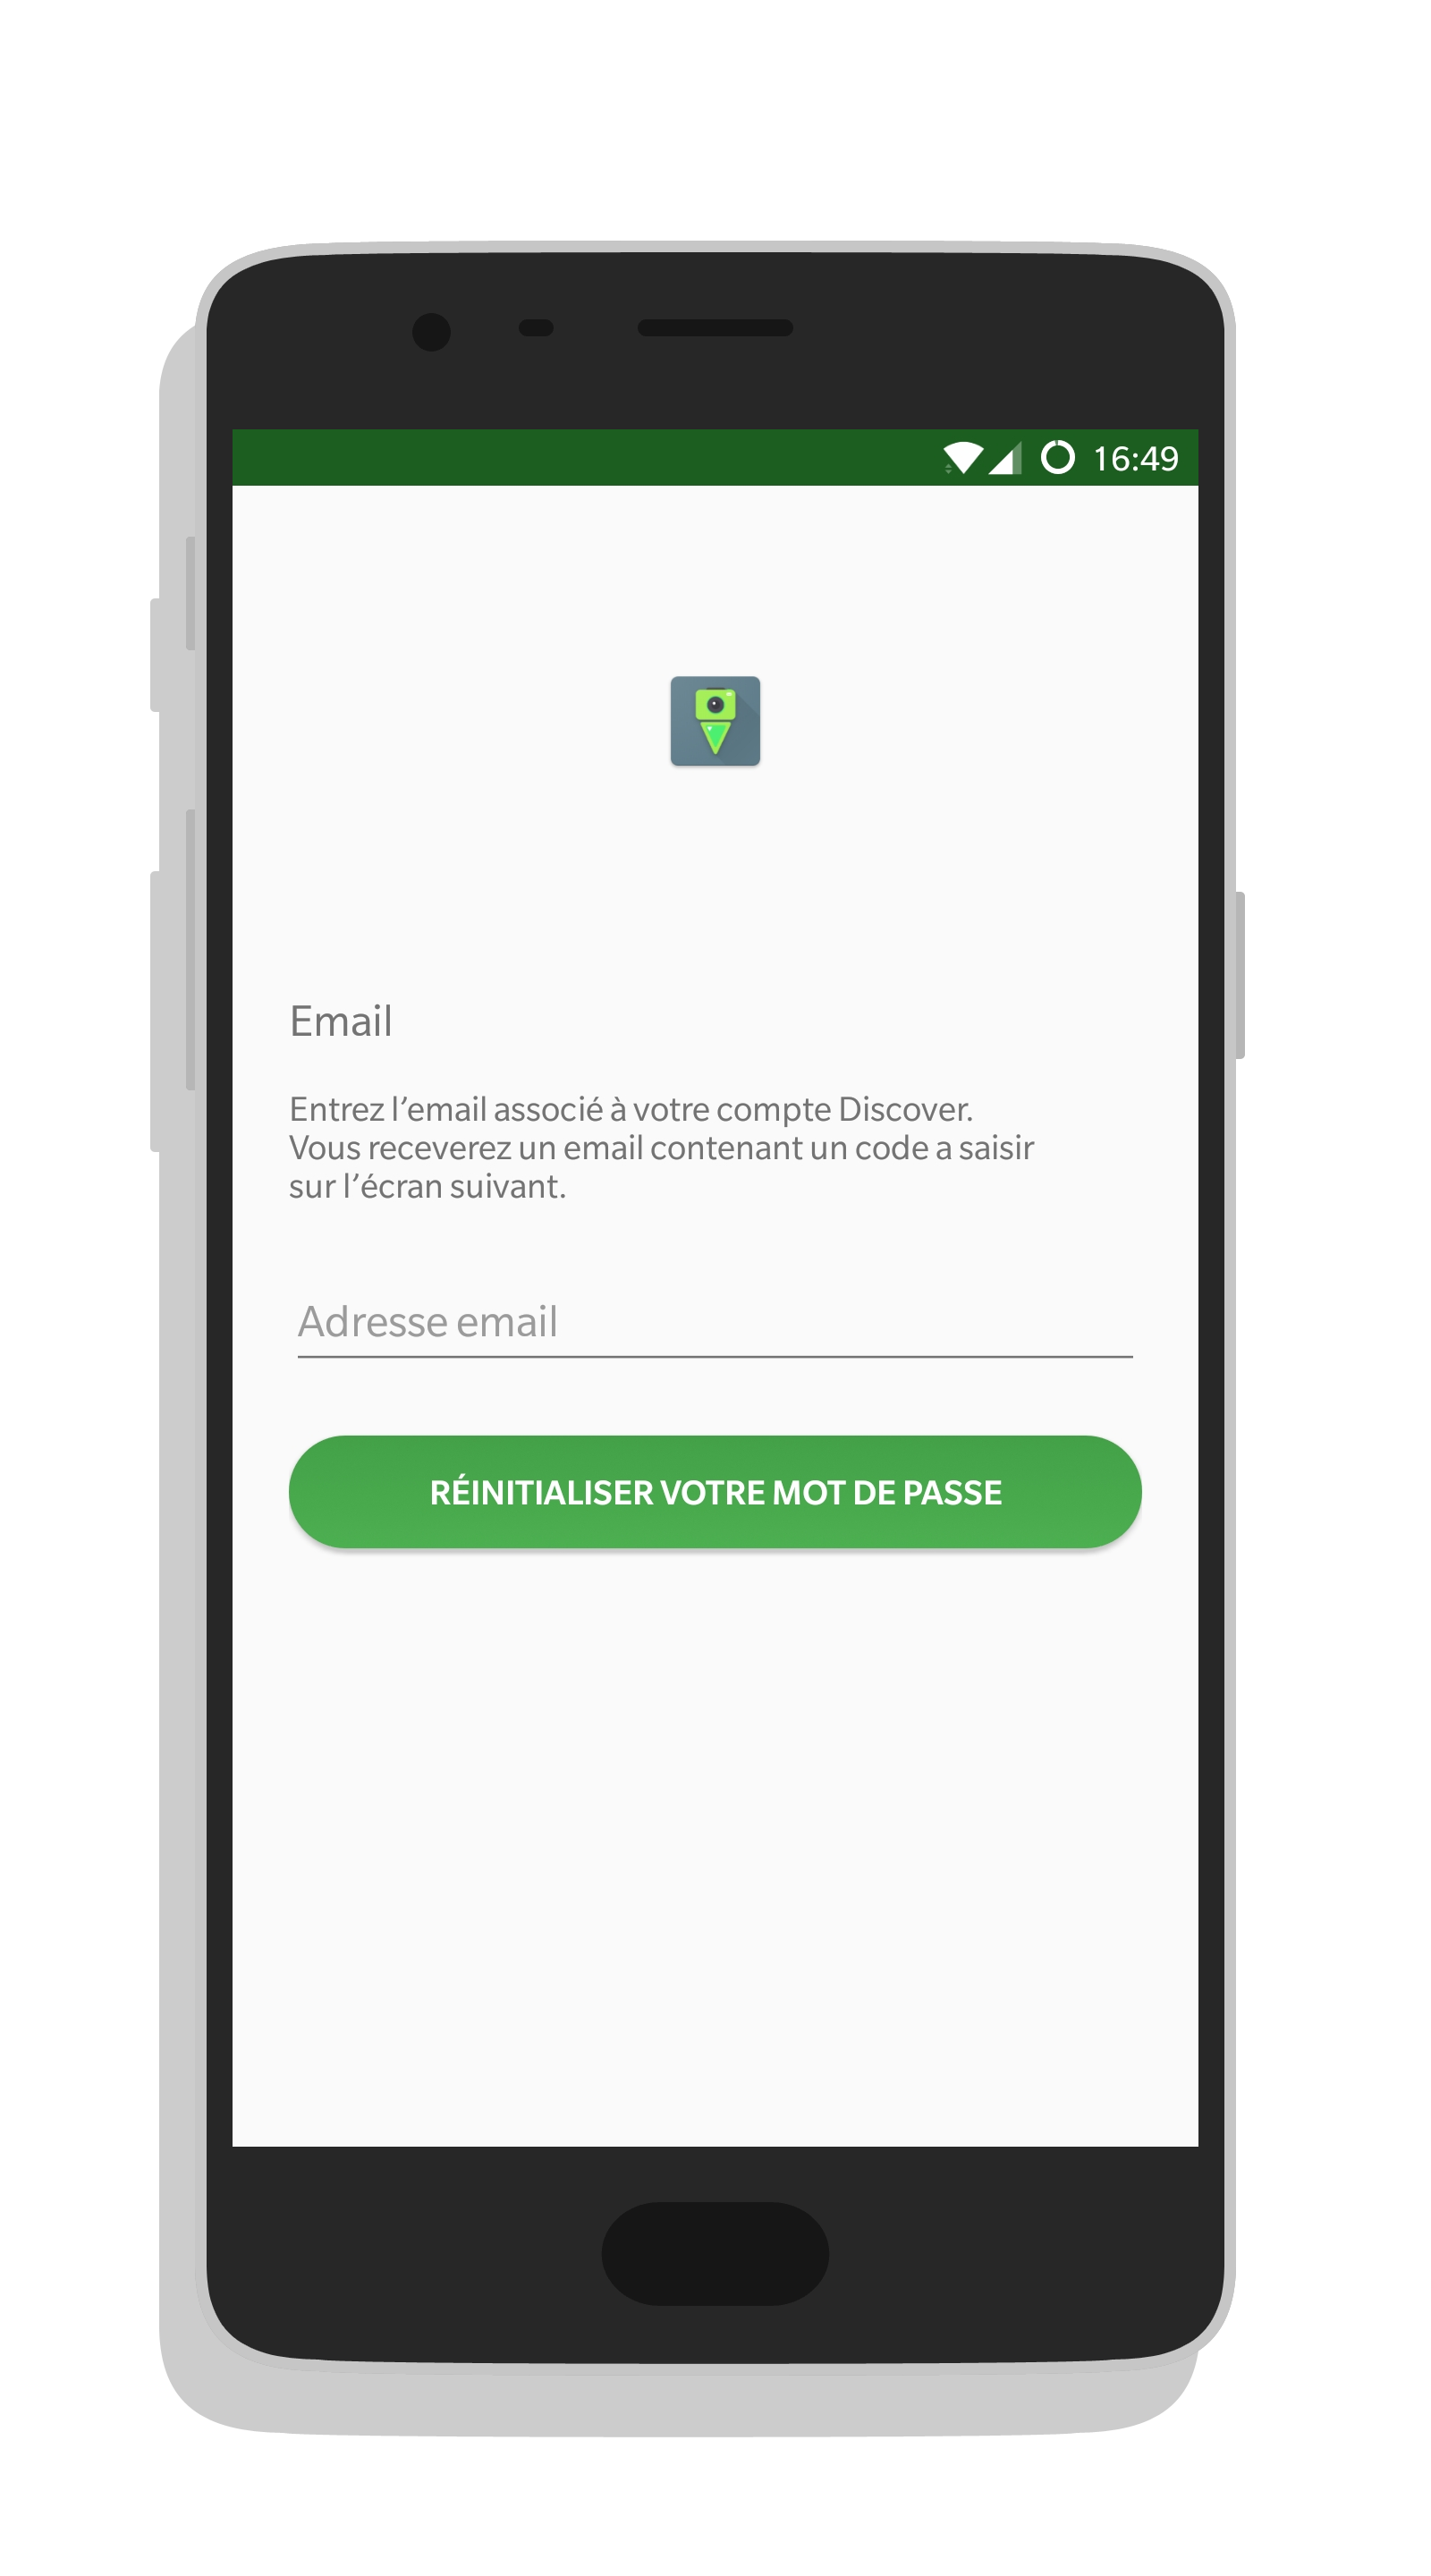 16:49
Email
Entrez l’email associé à votre compte Discover.
Vous receverez un email contenant un code a saisir
sur l’écran suivant.
Adresse email
RÉINITIALISER VOTRE MOT DE PASSE